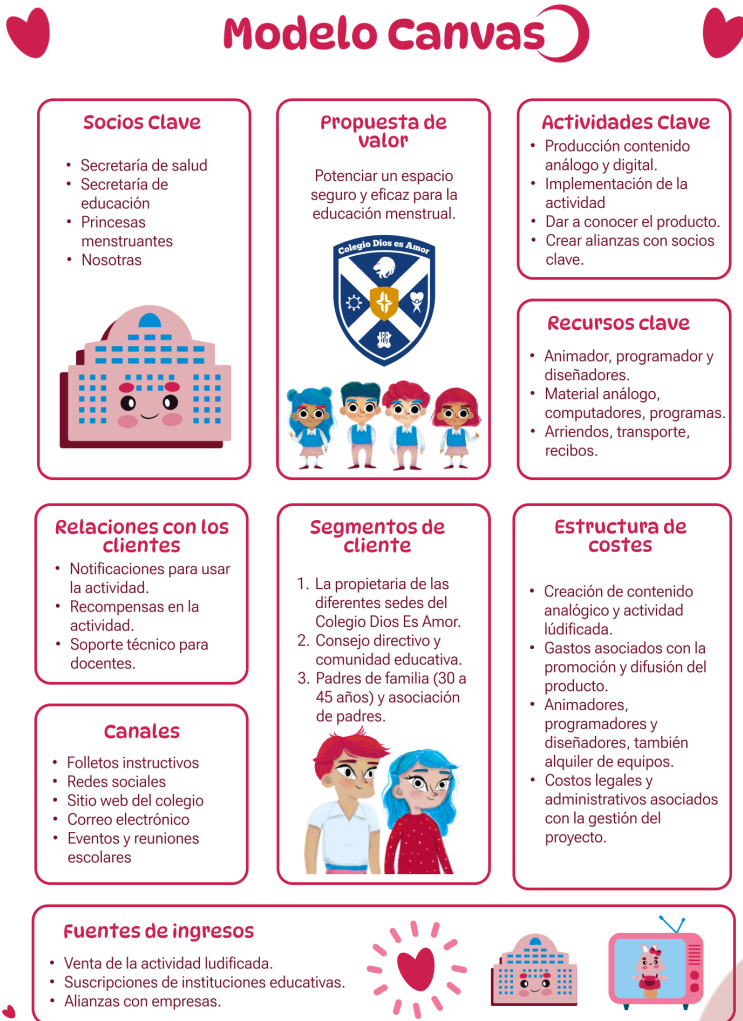 Modelo Canvas
Socios Clave
• Secretaría de salud
• Secretaría de
educación
• Princesas
menstruantes
• Nosotras
Propuesta de
valor
Potenciar un espacio
seguro y eficaz para la
educación menstrual.
Colegio Dios es Amor
Actividades Clave
• Producción contenido
análogo y digital.
• Implementación de la
actividad
• Dar a conocer el producto.
• Crear alianzas con socios
clave.
Recursos clave
• Animador, programador y
diseñadores.
• Material análogo,
computadores, programas.
• Arriendos, transporte,
recibos.
Relaciones con los
clientes
• Notificaciones para usar
la actividad.
• Recompensas en la
actividad.
• Soporte técnico para
docentes.
Canales
• Folletos instructivos
• Redes sociales
• Sitio web del colegio
• Correo electrónico
• Eventos y reuniones
escolares
Segmentos de
cliente
1. La propietaria de las
diferentes sedes del
Colegio Dios Es Amor.
2. Consejo directivo y
comunidad educativa.
3. Padres de familia (30 a
45 años) y asociación
de padres.
Estructura de
costes
• Creación de contenido
analógico y actividad
lúdificada.
• Gastos asociados con la
promoción y difusión del
producto.
• Animadores,
programadores y
diseñadores, también
alquiler de equipos.
• Costos legales y
administrativos asociados
con la gestión del
proyecto.
Fuentes de ingresos
• Venta de la actividad ludificada.
• Suscripciones de instituciones educativas.
• Alianzas con empresas.